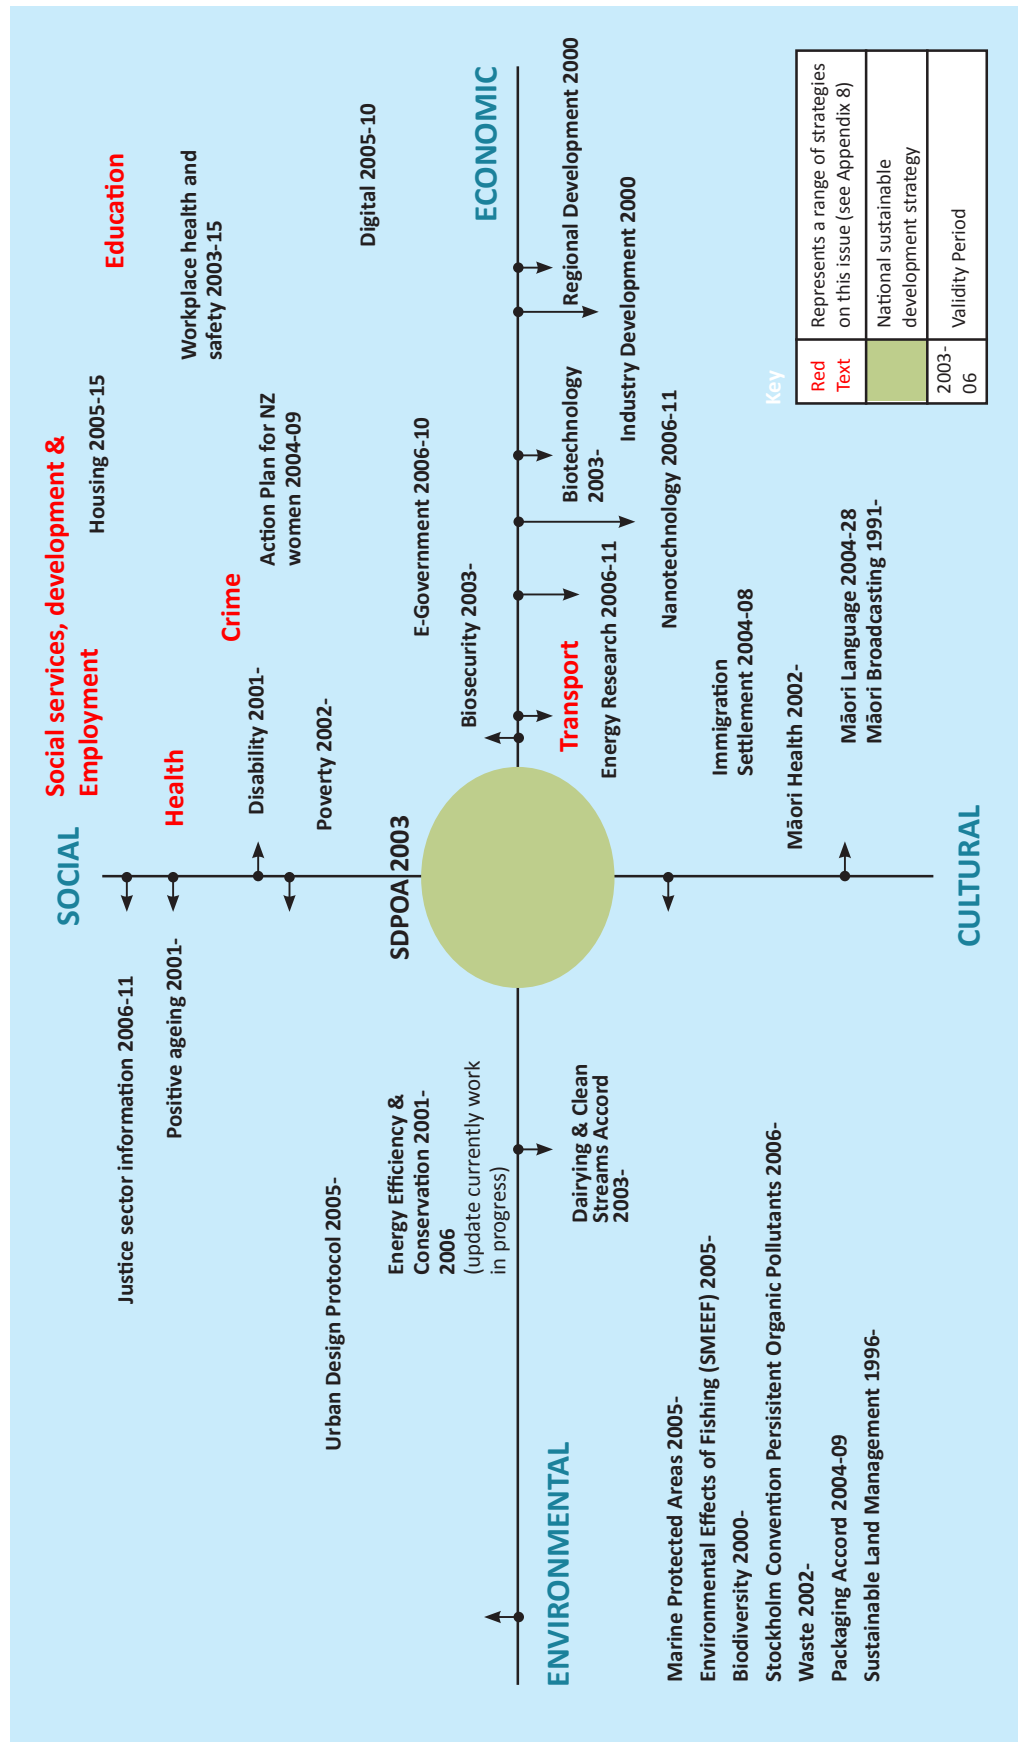 SOCIAL
Social services, development &
Employment
Housing 2005-15
Education
Justice sector information 2006-11
Positive ageing 2001-
Health
Workplace health and
safety 2003-15
Crime
Disability 2001-
Action Plan for NZ
women 2004-09
Urban Design Protocol 2005-
Poverty 2002-
Digital 2005-10
Energy Efficiency &
Conservation 2001-
2006
(update currently work
in progress)
SDPOA 2003
E-Government 2006-10
Biosecurity 2003-
ECONOMIC
ENVIRONMENTAL
Dairying & Clean
Streams Accord
2003-
Transport
Energy Research 2006-11
Biotechnology
2003-
Regional Development 2000
Industry Development 2000
Nanotechnology 2006-11
Marine Protected Areas 2005-
Environmental Effects of Fishing (SMEEF) 2005-
Biodiversity 2000-
Stockholm Convention Persisitent Organic Pollutants 2006-
Waste 2002-
Packaging Accord 2004-09
Sustainable Land Management 1996-
Immigration
Settlement 2004-08
Māori Health 2002-
Māori Language 2004-28
Māori Broadcasting 1991-
CULTURAL
Key
Red
Text
Represents a range of strategies
on this issue (see Appendix 8)
National sustainable
development strategy
2003-
06
Validity Period